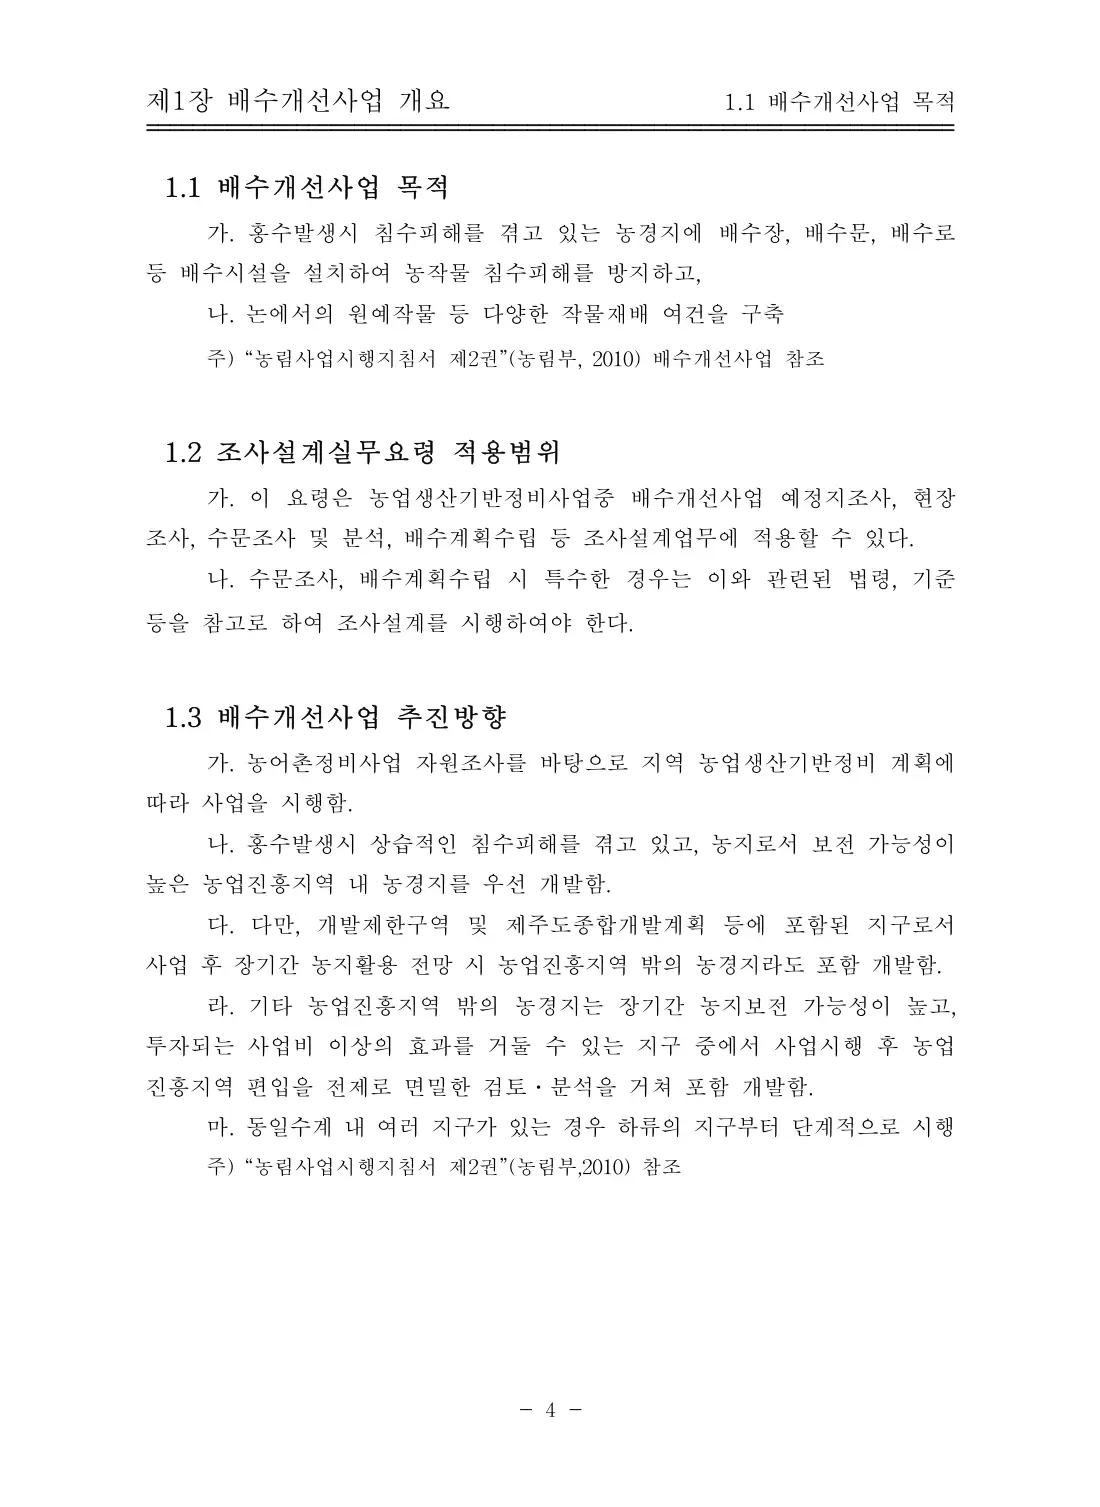 제1장 배수개선사업 개요
1.1 배수개선사업 목적
1.1 배수개선사업 목적
가. 홍수발생시 침수피해를 겪고 있는 농경지에 배수장, 배수문, 배수로
등 배수시설을 설치하여 농작물 침수피해를 방지하고,
나. 논에서의 원예작물 등 다양한 작물재배 여건을 구축
주) “농림사업시행지침서 제2권”(농림부, 2010) 배수개선사업 참조
1.2 조사설계실무요령 적용범위
가. 이 요령은 농업생산기반정비사업중 배수개선사업 예정지조사, 현장
조사, 수문조사 및 분석, 배수계획수립 등 조사설계업무에 적용할 수 있다.
나. 수문조사, 배수계획수립 시 특수한 경우는 이와 관련된 법령, 기준
등을 참고로 하여 조사설계를 시행하여야 한다.
1.3 배수개선사업 추진방향
가. 농어촌정비사업 자원조사를 바탕으로 지역 농업생산기반정비 계획에
따라 사업을 시행함.
나. 홍수발생시 상습적인 침수피해를 겪고 있고, 농지로서 보전 가능성이
높은 농업진흥지역 내 농경지를 우선 개발함.
다. 다만, 개발제한구역 및 제주도종합개발계획 등에 포함된 지구로서
사업 후 장기간 농지활용 전망 시 농업진흥지역 밖의 농경지라도 포함 개발함.
라. 기타 농업진흥지역 밖의 농경지는 장기간 농지보전 가능성이 높고,
투자되는 사업비 이상의 효과를 거둘 수 있는 지구 중에서 사업시행 후 농업
진흥지역 편입을 전제로 면밀한 검토·분석을 거쳐 포함 개발함.
마. 동일수계 내 여러 지구가 있는 경우 하류의 지구부터 단계적으로 시행
주) “농림사업시행지침서 제2권”(농림부,2010) 참조
- 4 -